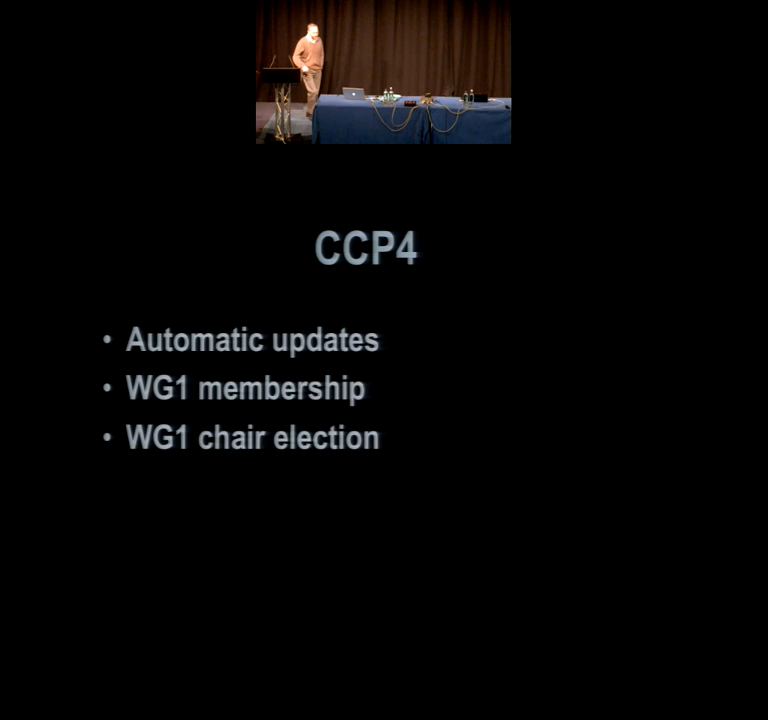 CCP4
• Automatic updates
• WG1 membership
• WG1 chair election